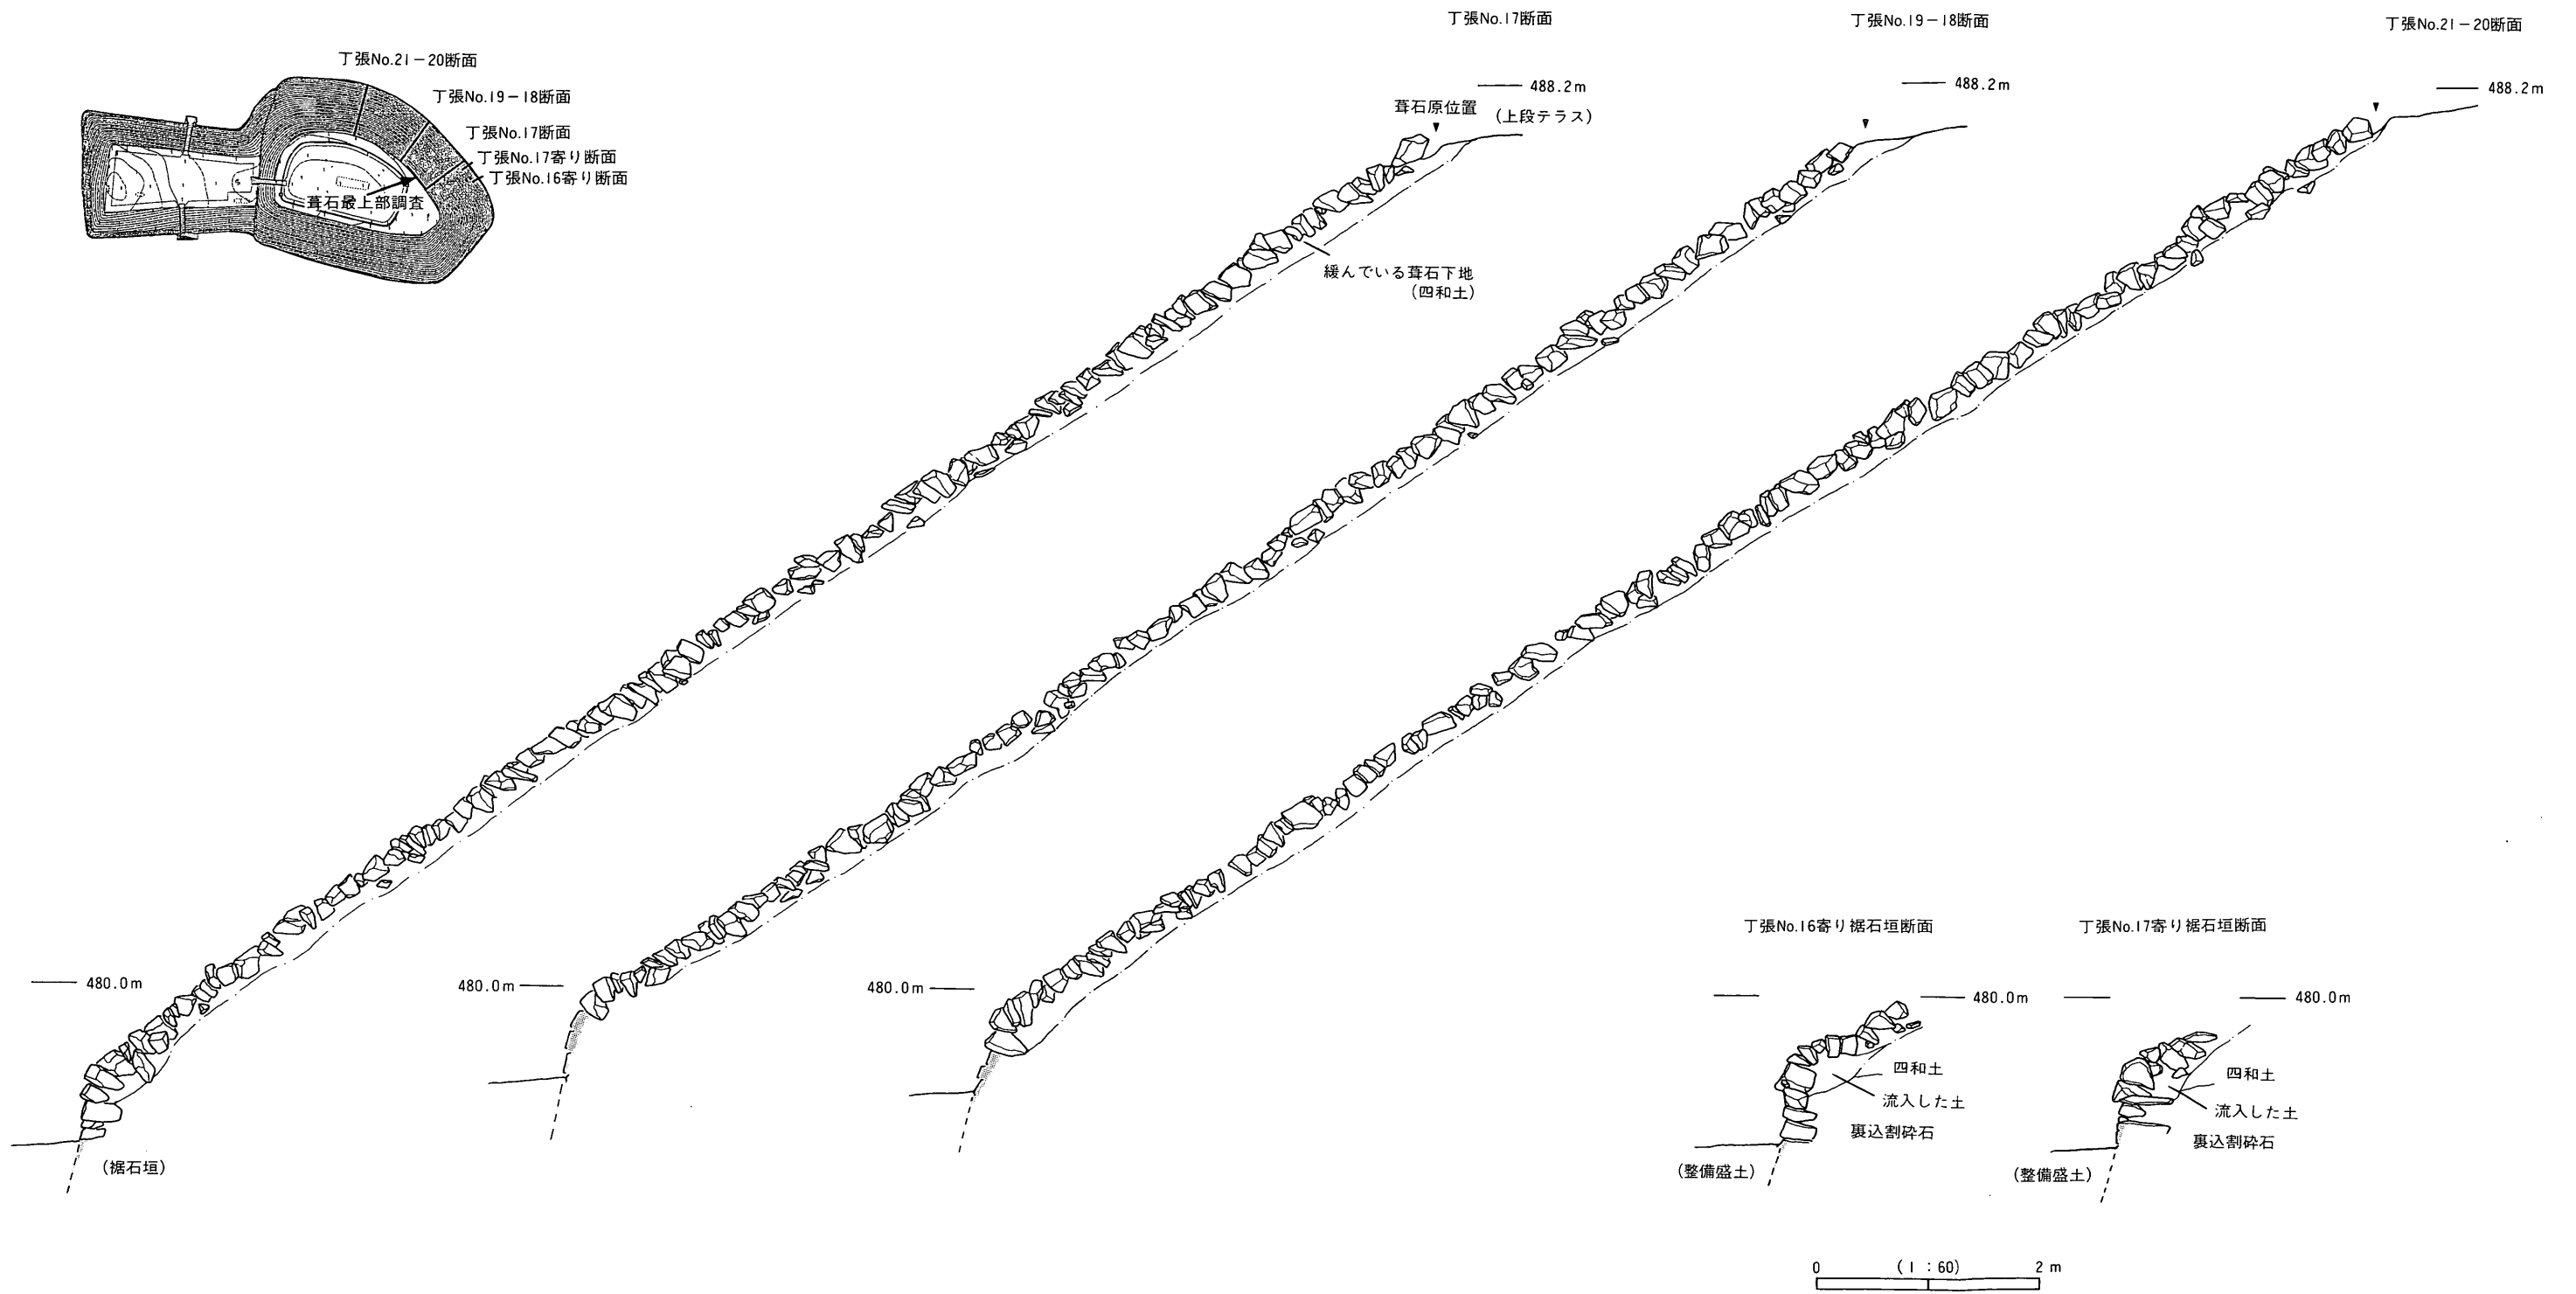 丁張No.17断面
丁張No.19-18断面
丁張No.21-20断面
丁張No.21-20断面
丁張No.19-18断面
丁張No.17断面
丁張No.17寄り断面
丁張No.16寄り断面
葺石最上部調査
488.2m
488.2m
488.2m
葺石原位置
(上段テラス)
緩んでいる葺石下地
(四和土)
480.0m
480.0m
480.0m
(裾石垣)
丁張No.16寄り裾石垣断面
丁張No.17寄り裾石垣断面
480.0m
480.0m
四和土
流入した土
裏込割砕石
(整備盛土)
四和土
流入した土
裏込割砕石
(整備盛土)
0 (1:60) 2m